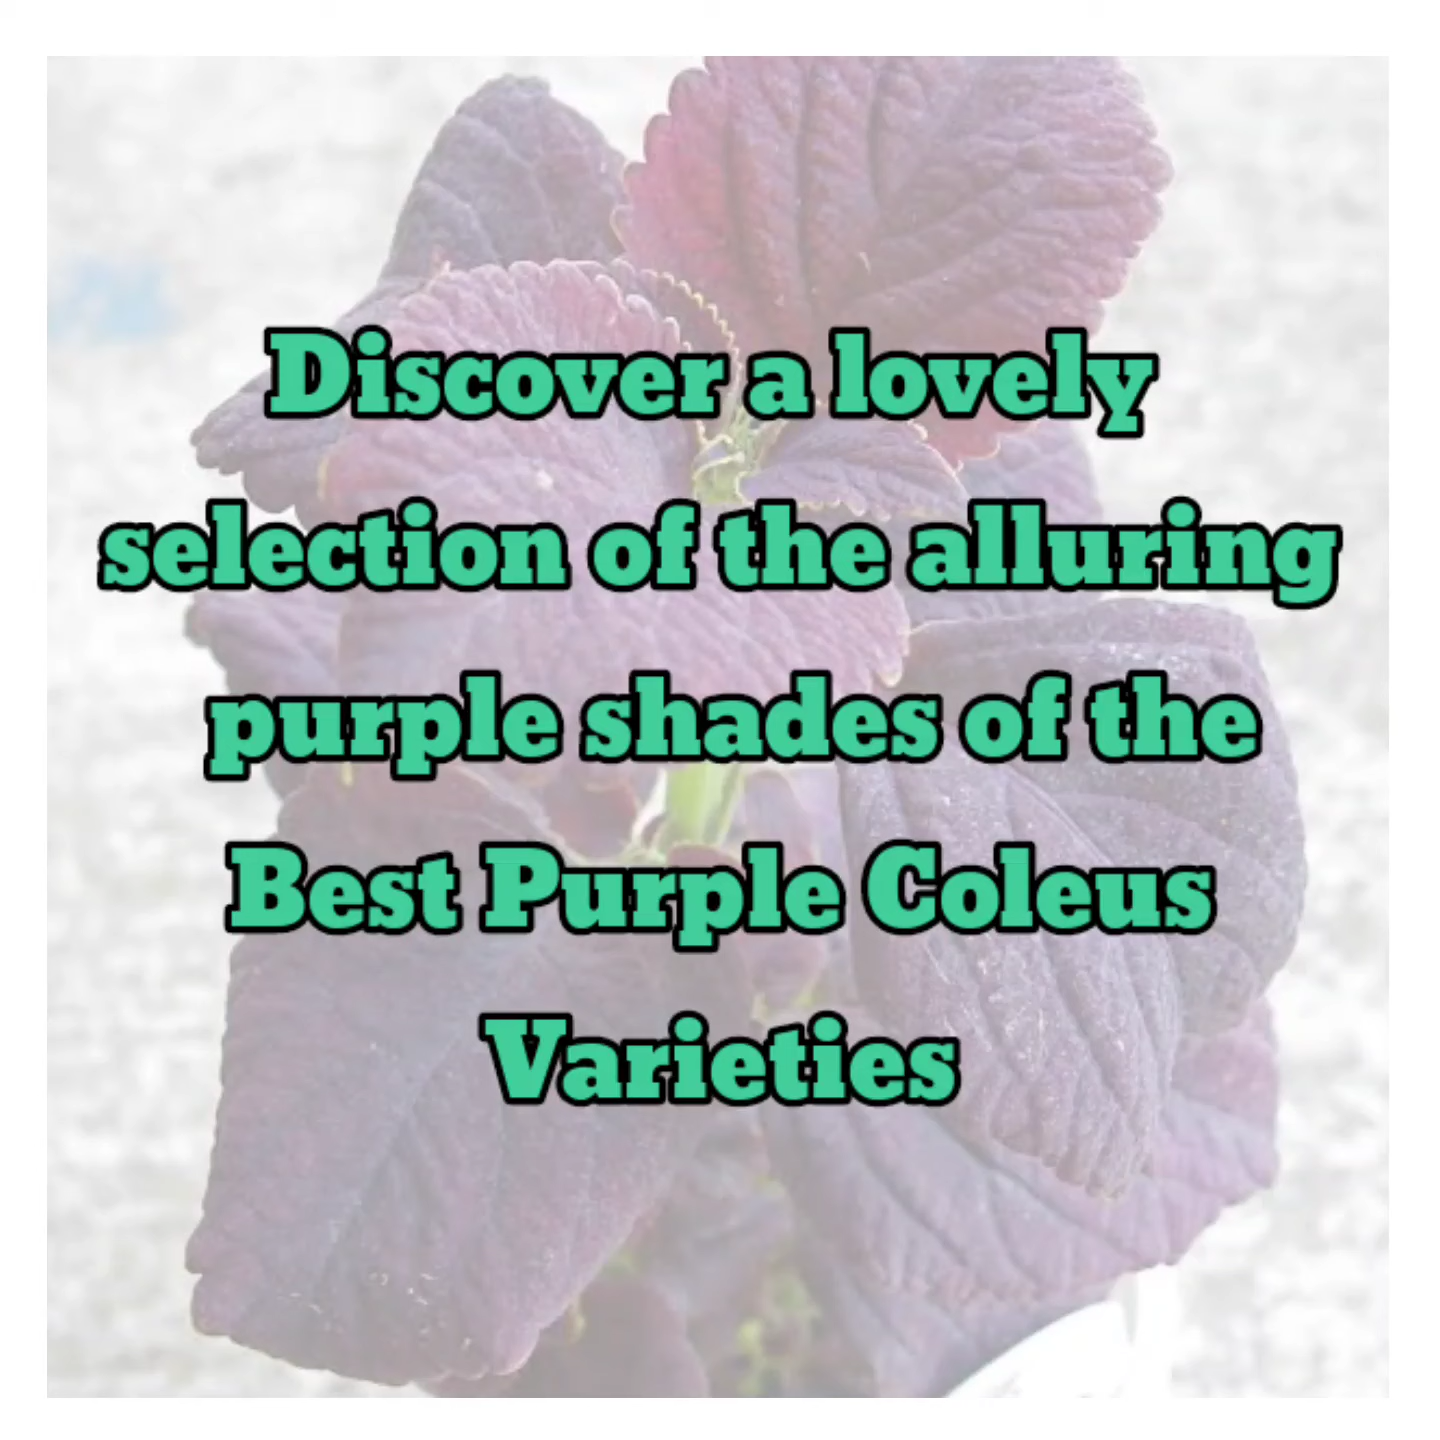 Discover a lovely
selection of the alluring
purple shades of the
Best Purple Coleus
Varieties